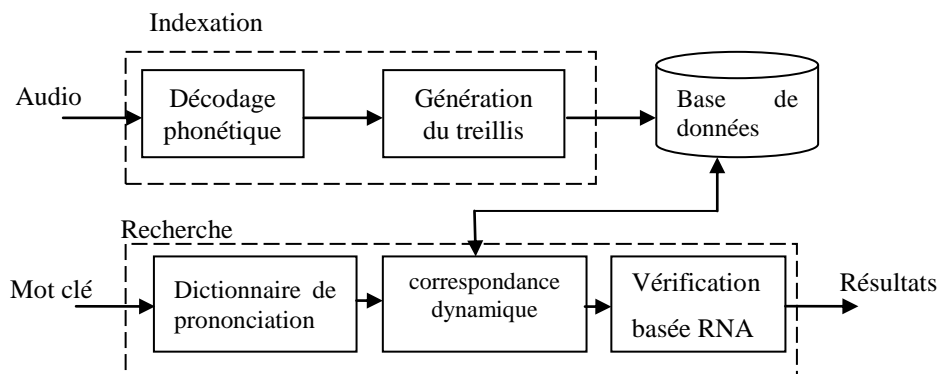 Indexation
Audio
Décodage
phonétique
Génération
du treillis
Base de
données
Recherche
Mot clé
Dictionnaire de
prononciation
correspondance
dynamique
Vérification
basée RNA
Résultats